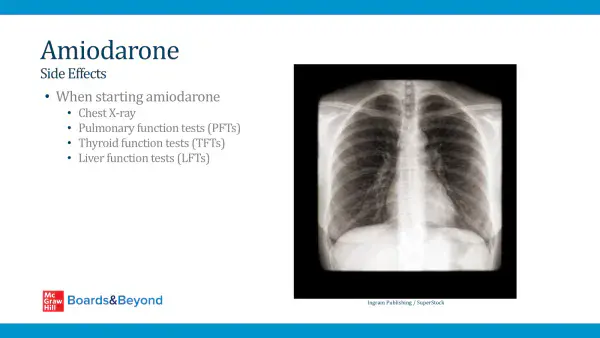 Amiodarone
Side Effects
• When starting amiodarone
• Chest X-ray
• Pulmonary function tests (PFTs)
• Thyroid function tests (TFTs)
• Liver function tests (LFTs)
Ingram Publishing / SuperStock
Mc
Graw
Hill
Boards&Beyond